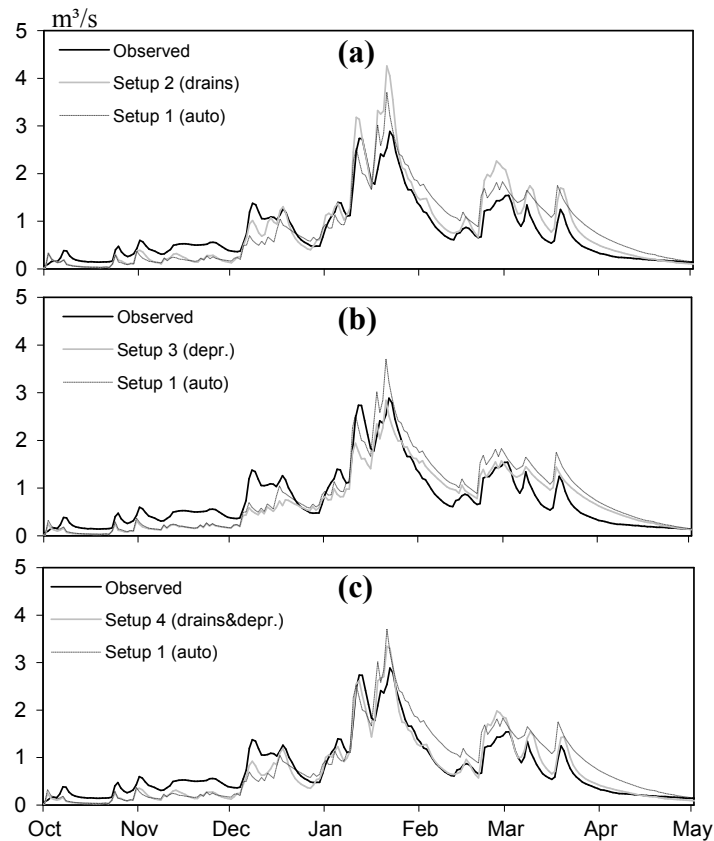 m³/s
5
(a)
Observed
Setup 2 (drains)
Setup 1 (auto)
4
3
2
1
0
5
(b)
Observed
Setup 3 (depr.)
Setup 1 (auto)
4
3
2
1
0
5
(c)
Observed
Setup 4 (drains&depr.)
Setup 1 (auto)
4
3
2
1
0
Oct Nov Dec Jan Feb Mar Apr May